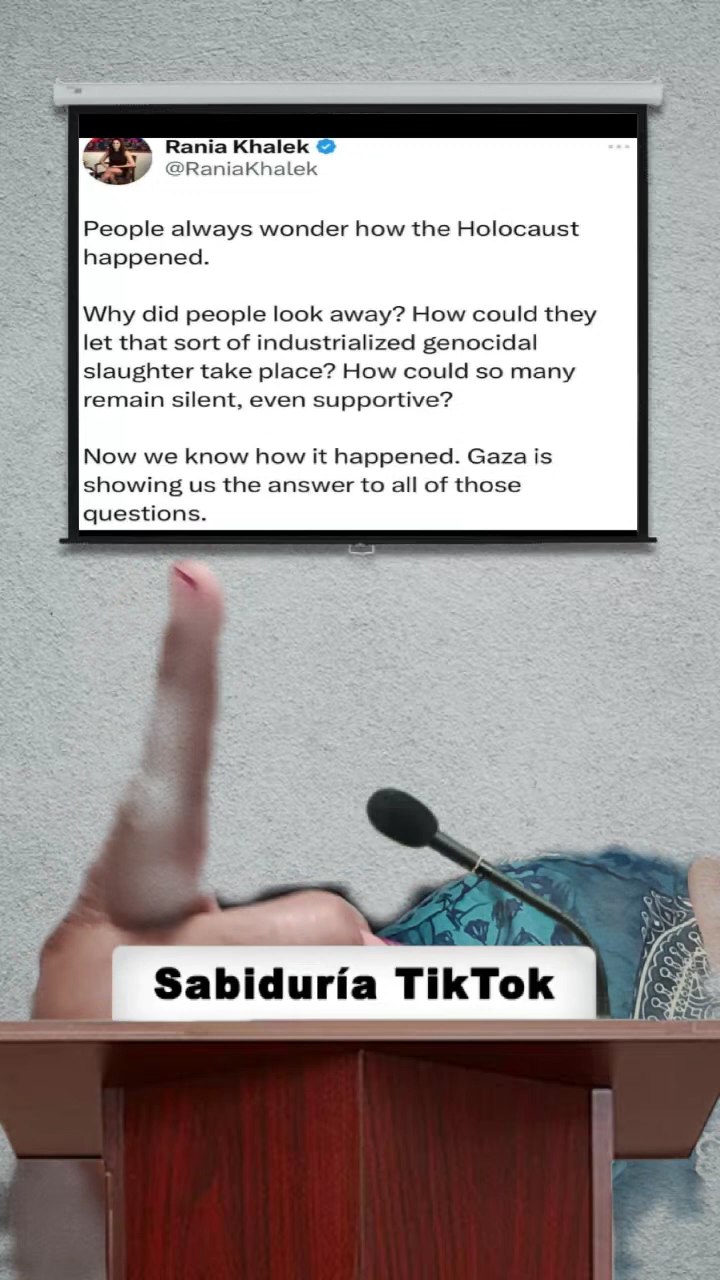 Rania Khalek
@RaniaKhalek
People always wonder how the Holocaust
happened.
Why did people look away? How could they
let that sort of industrialized genocidal
slaughter take place? How could so many
remain silent, even supportive?
Now we know how it happened. Gaza is
showing us the answer to all of those
questions.
Sabiduría TikTok